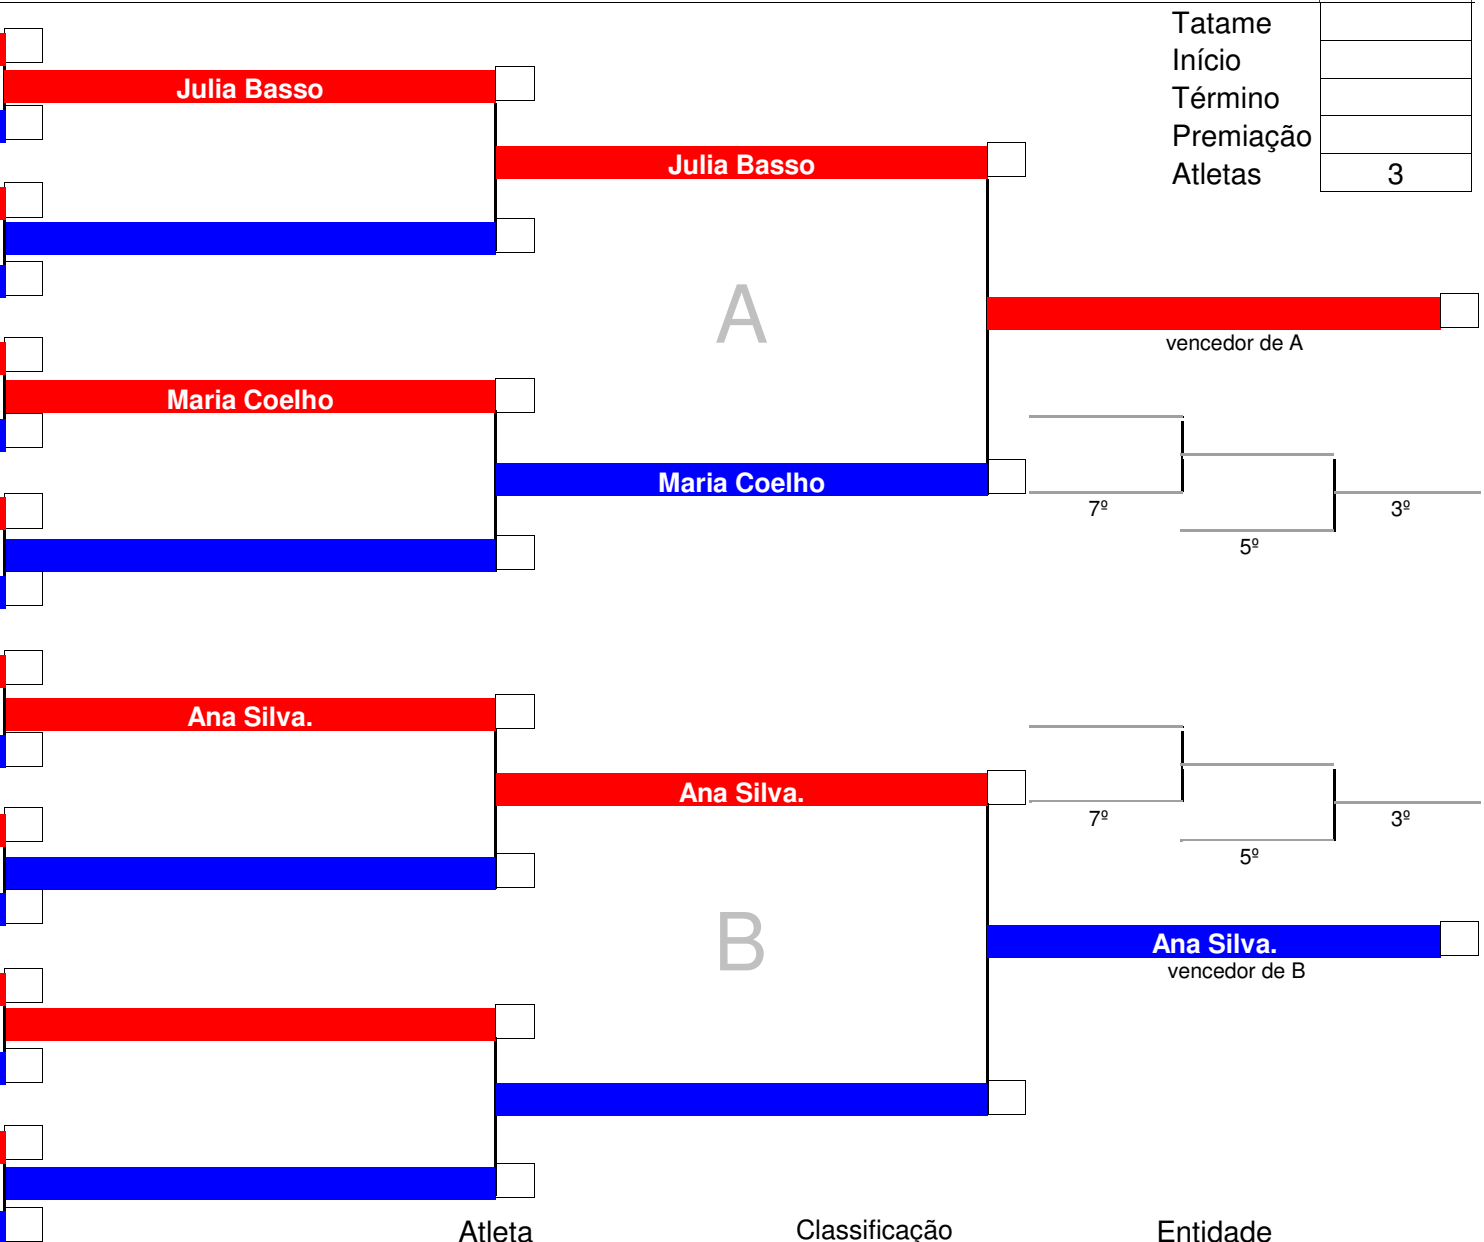 Tatame
Início
Término
Premiação
Atletas 3
Julia Basso
Julia Basso
A
vencedor de A
Maria Coelho
Maria Coelho
7º
3º
5º
Ana Silva.
Ana Silva.
7º
3º
5º
B
Ana Silva.
vencedor de B
Atleta Classificação Entidade